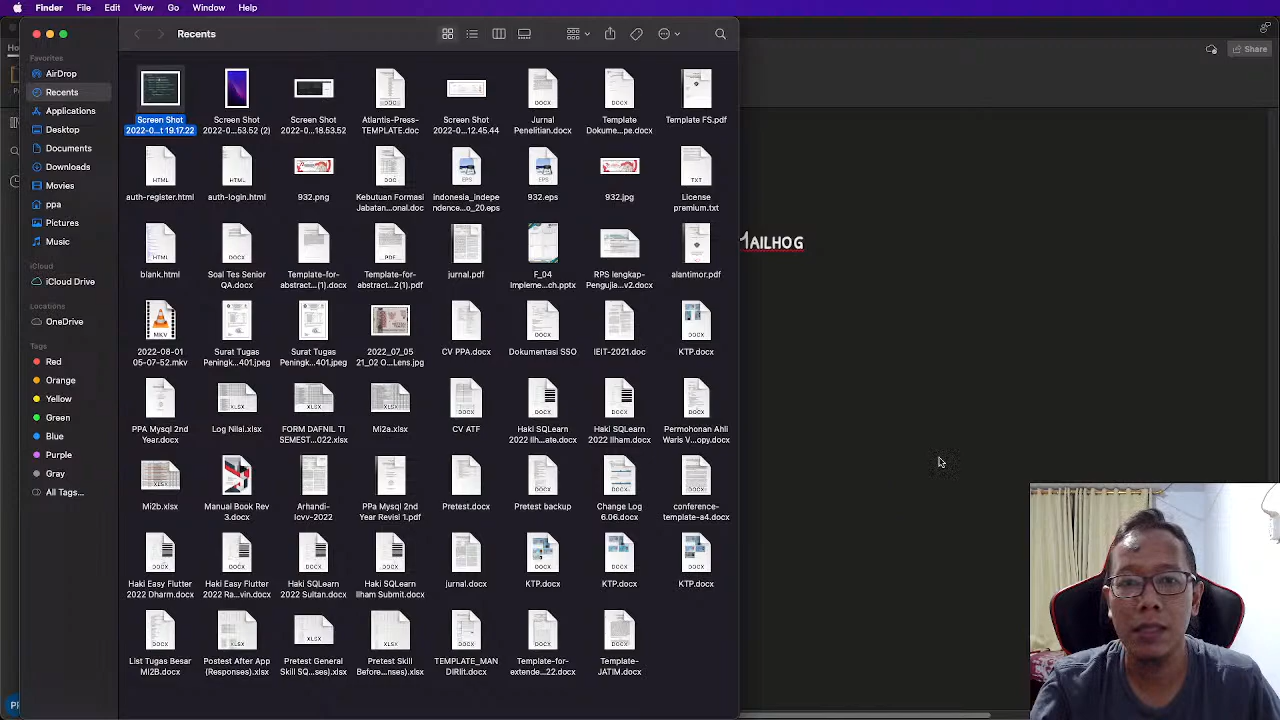 Finder File Edit View Go Window Help
Recents
Share
Favorites
AirDrop
Recents
Applications
Desktop
Documents
Downloads
Movies
ppa
Pictures
Music
iCloud
iCloud Drive
Locations
OneDrive
Tags
Red
Orange
Yellow
Green
Blue
Purple
Gray
All Tags...
Screen Shot
2022-0...t 19.17.22
Screen Shot
2022-0...53.52 (2)
Screen Shot
2022-0...18.53.52
Atlantis-Press-
TEMPLATE.doc
Screen Shot
2022-0...12.45.44
Jurnal
Penelitian.docx
Template
Dokume...pe.docx
Template FS.pdf
auth-register.html
auth-login.html
932.png
Kebutuan Formasi
Jabatan...onal.doc
Indonesia_Indep
endence..._20.eps
932.eps
932.jpg
License
premium.txt
MAILHOG
blank.html
Soal Tes Senior
QA.docx
Template-for-
abstract...(1).docx
Template-for-
abstract...2(1).pdf
jurnal.pdf
F_04
Impleme...ch.pptx
RPS lengkap-
Pengujia...v2.docx
alantimor.pdf
2022-08-01
05-07-52.mkv
Surat Tugas
Peningk...401.jpeg
Surat Tugas
Peningk...401.jpeg
2022_07_05
21_02 O...Lens.jpg
CV PPA.docx
Dokumentasi SSO
IEIT-2021.doc
KTP.docx
PPA Mysql 2nd
Year.docx
Log Nilai.xlsx
FORM DAFNIL TI
SEMEST...022.xlsx
Mi2a.xlsx
CV ATF
Haki SQLearn
2022 Ilh...ate.docx
Haki SQLearn
2022 Ilham.docx
Permohonan Ahli
Waris V...opy.docx
Mi2b.xlsx
Manual Book Rev
3.docx
Arhandi-
Icvv-2022
PPa Mysql 2nd
Year Revisi 1.pdf
Pretest.docx
Pretest backup
Change Log
6.06.docx
conference-
template-a4.docx
Haki Easy Flutter
2022 Dharm.docx
Haki Easy Flutter
2022 Ra...vin.docx
Haki SQLearn
2022 Sultan.docx
Haki SQLearn
Ilham Submit.docx
jurnal.docx
KTP.docx
KTP.docx
KTP.docx
List Tugas Besar
Mi2B.docx
Postest After App
(Responses).xlsx
Pretest General
Skill SQ...ses).xlsx
Pretest Skill
Before...ses).xlsx
TEMPLATE_MAN
DIRIit.docx
Template-for-
extende...22.docx
Template-
JATIM.docx